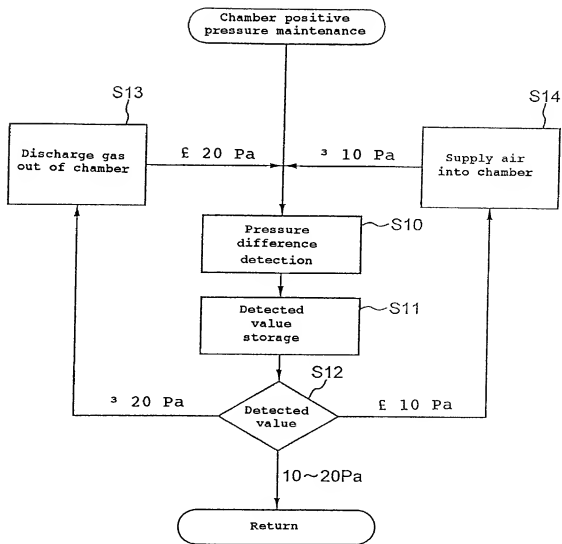 Chamber positive
pressure maintenance
S13
S14
Discharge gas
out of chamber
£ 20 Pa
³ 10 Pa
Supply air
into chamber
S10
Pressure
difference
detection
S11
Detected
value
storage
S12
³ 20 Pa
Detected
value
£ 10 Pa
10～20Pa
Return